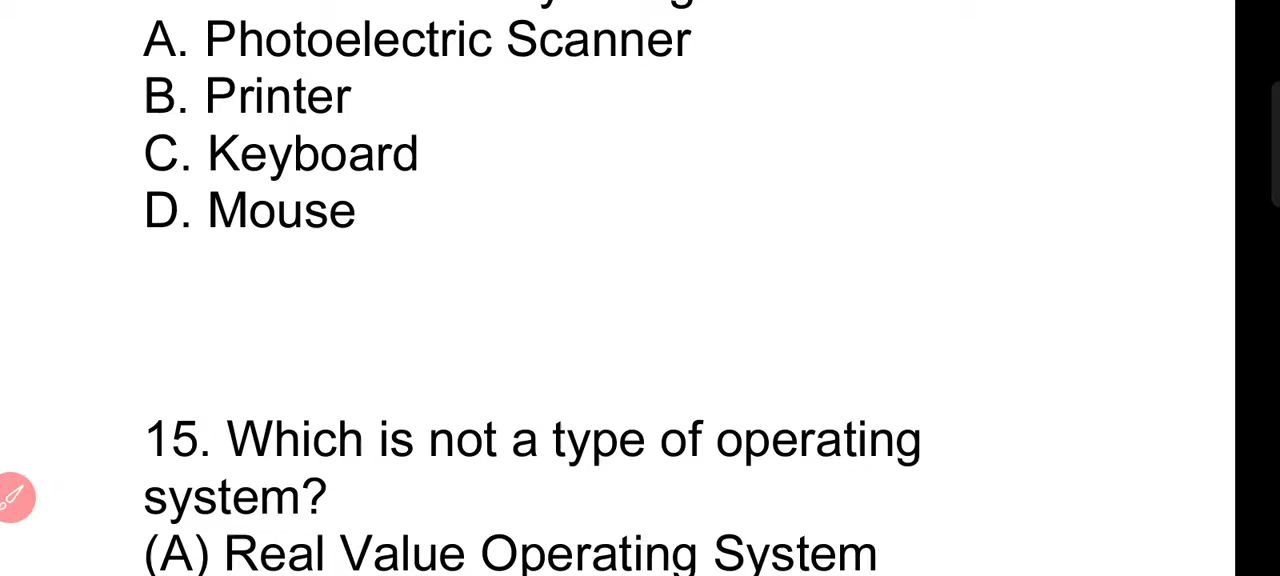 A. Photoelectric Scanner
B. Printer
C. Keyboard
D. Mouse
15. Which is not a type of operating
system?
(A) Real Value Operating System